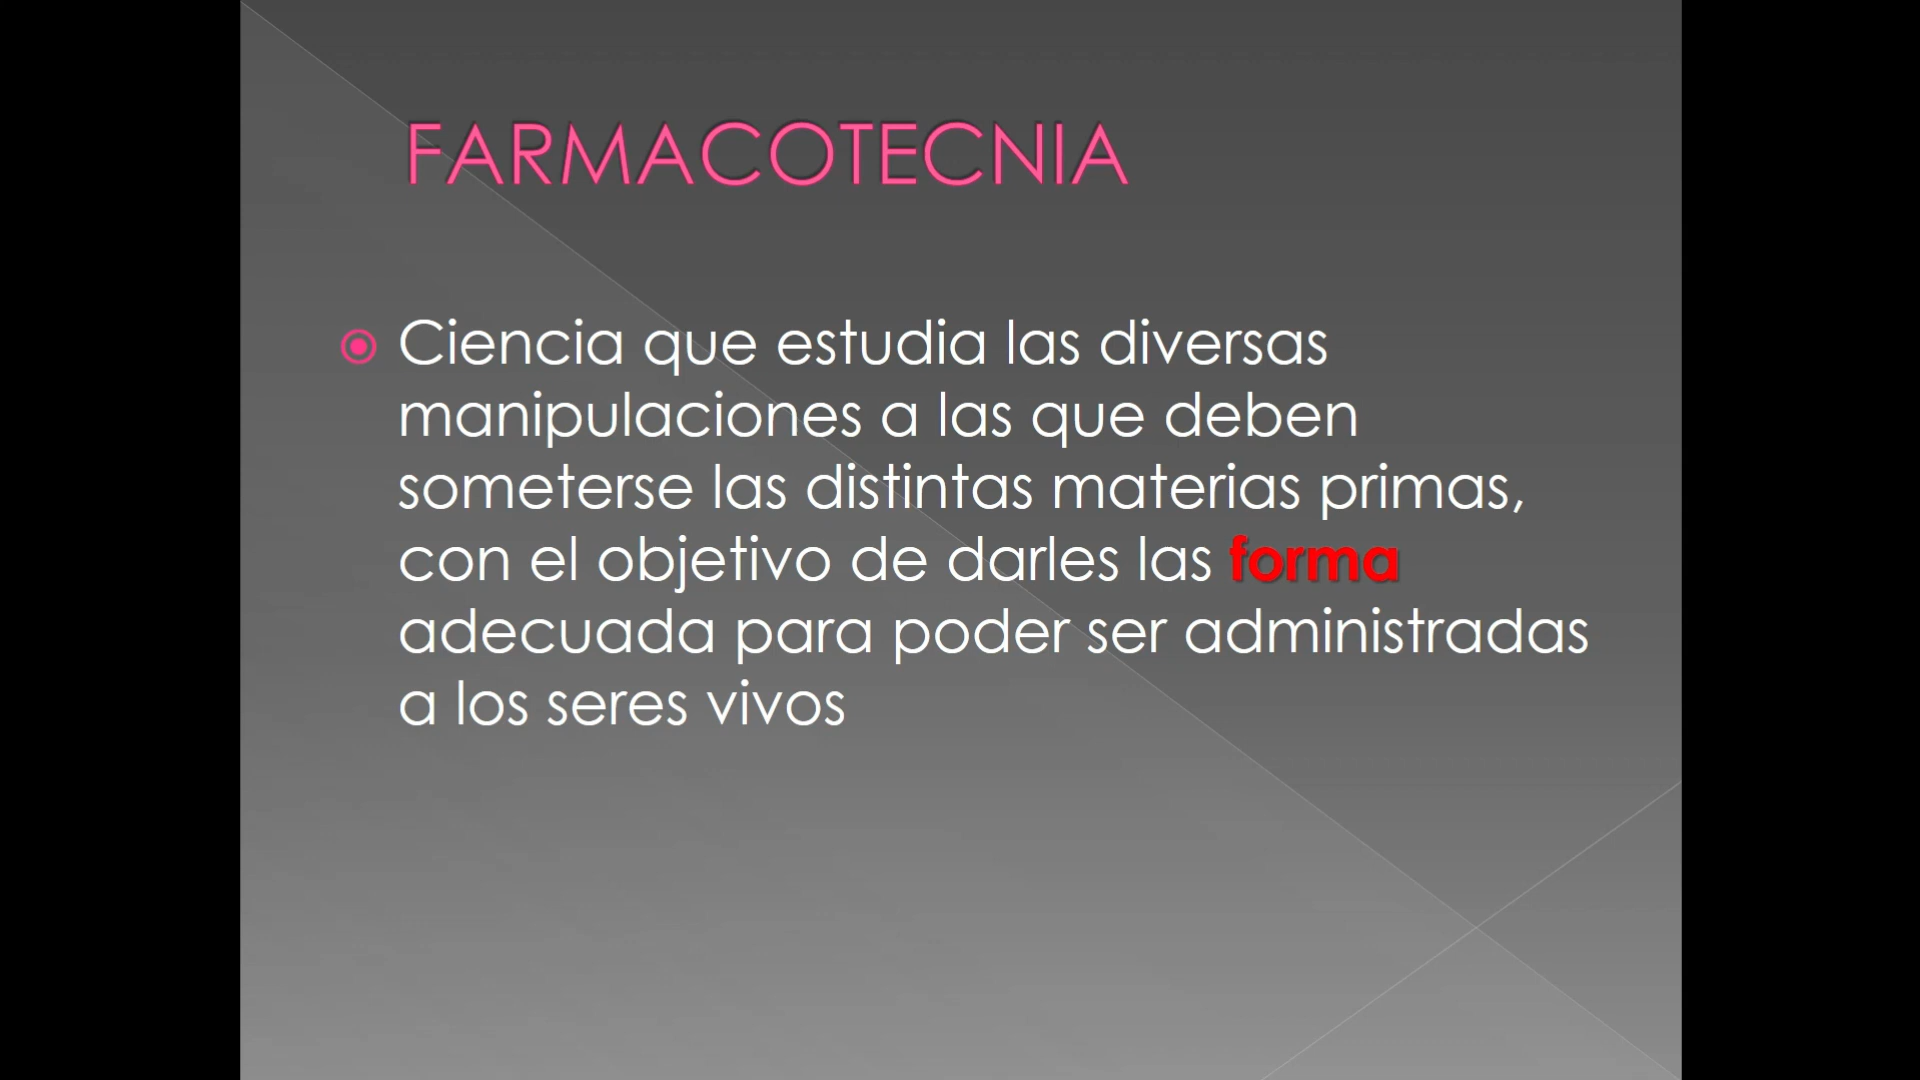 FARMACOTECNIA
Ciencia que estudia las diversas
manipulaciones a las que deben
someterse las distintas materias primas,
con el objetivo de darles las forma
adecuada para poder ser administradas
a los seres vivos